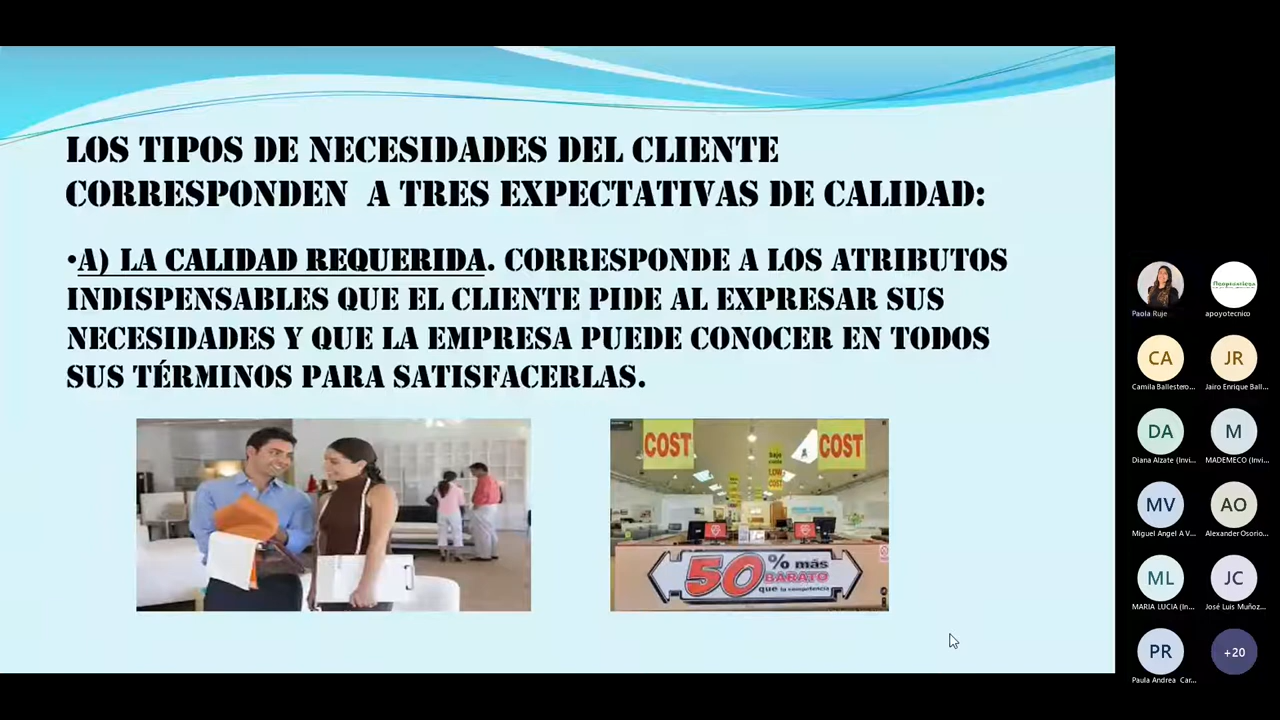 LOS TIPOS DE NECESIDADES DEL CLIENTE
CORRESPONDEN A TRES EXPECTATIVAS DE CALIDAD:
•A) LA CALIDAD REQUERIDA. CORRESPONDE A LOS ATRIBUTOS
INDISPENSABLES QUE EL CLIENTE PIDE AL EXPRESAR SUS
NECESIDADES Y QUE LA EMPRESA PUEDE CONOCER EN TODOS
SUS TÉRMINOS PARA SATISFACERLAS.
COST
COST
LOW
COST
50% más
BARATO
que la competencia
Paola Ruje
apoyotecnico
CA
JR
Camila Ballestero...
Jairo Enrique Ball...
DA
M
Diana Alzate (Invi...
MADEMECO (Invi...
MV
AO
Miguel Angel A V...
Alexander Osorio...
ML
JC
MARIA LUCIA (In...
José Luis Muñoz...
PR
+20
Paula Andrea Car...